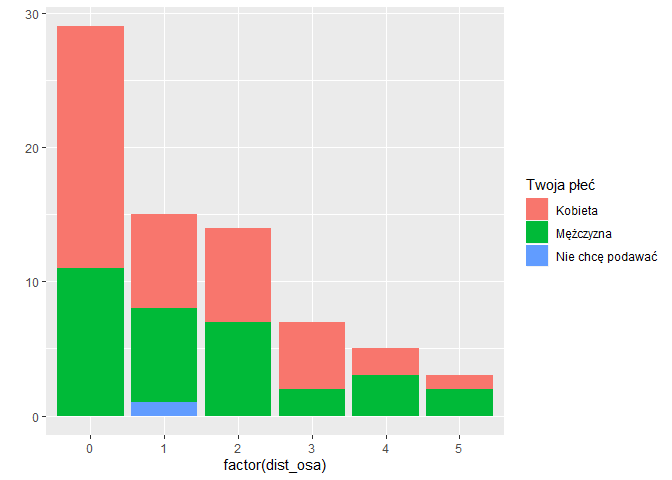 30
20
10
0
0 1 2 3 4 5
factor(dist_osa)
Twoja płeć
Kobieta
Mężczyzna
Nie chcę podawać